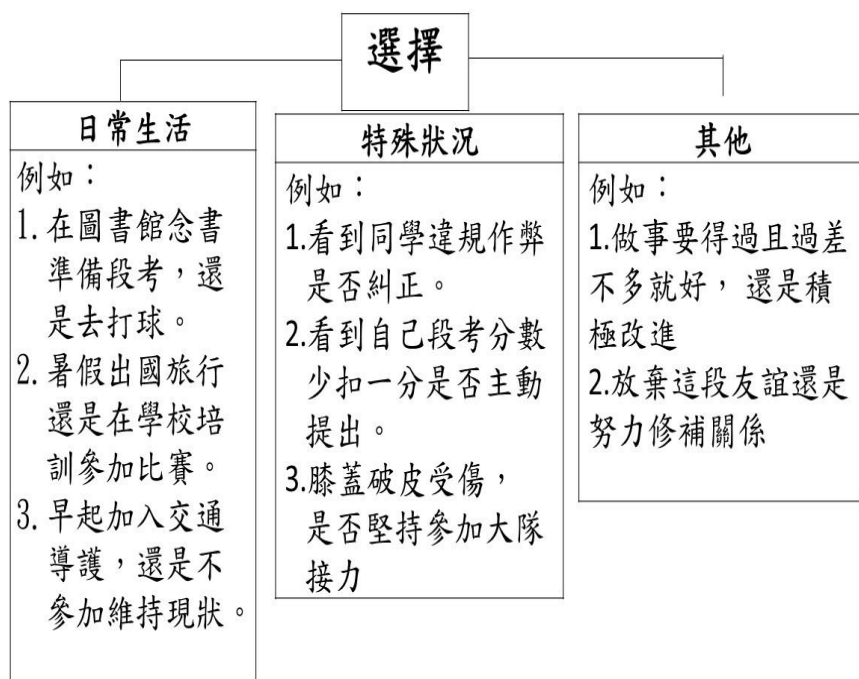 選擇
日常生活
例如：
1.在圖書館念書
準備段考，還
是去打球。
2.暑假出國旅行
還是在學校培
訓參加比賽。
3.早起加入交通
導護，還是不
參加維持現狀。
特殊狀況
例如：
1.看到同學違規作弊
是否糾正。
2.看到自己段考分數
少扣一分是否主動
提出。
3.膝蓋破皮受傷，
是否堅持參加大隊
接力
其他
例如：
1.做事要得過且過差
不多就好，還是積
極改進
2.放棄這段友誼還是
努力修補關係